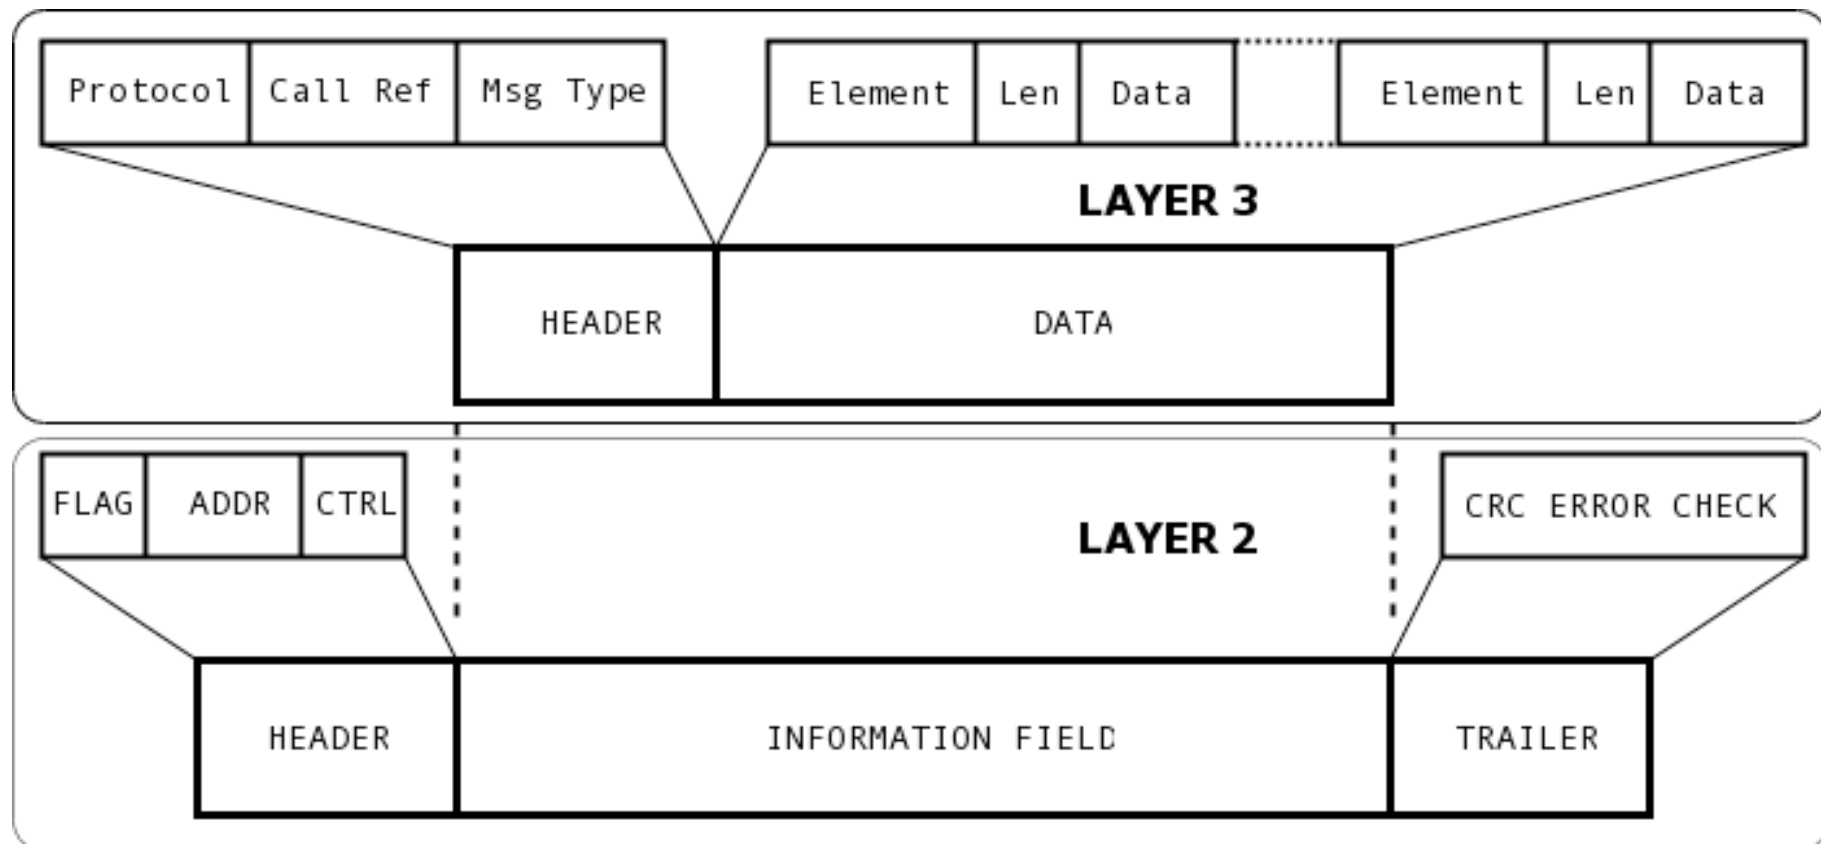 Protocol Call Ref Msg Type Element Len Data Element Len Data
LAYER 3
HEADER DATA
FLAG ADDR CTRL CRC ERROR CHECK
LAYER 2
HEADER INFORMATION FIELD TRAILER